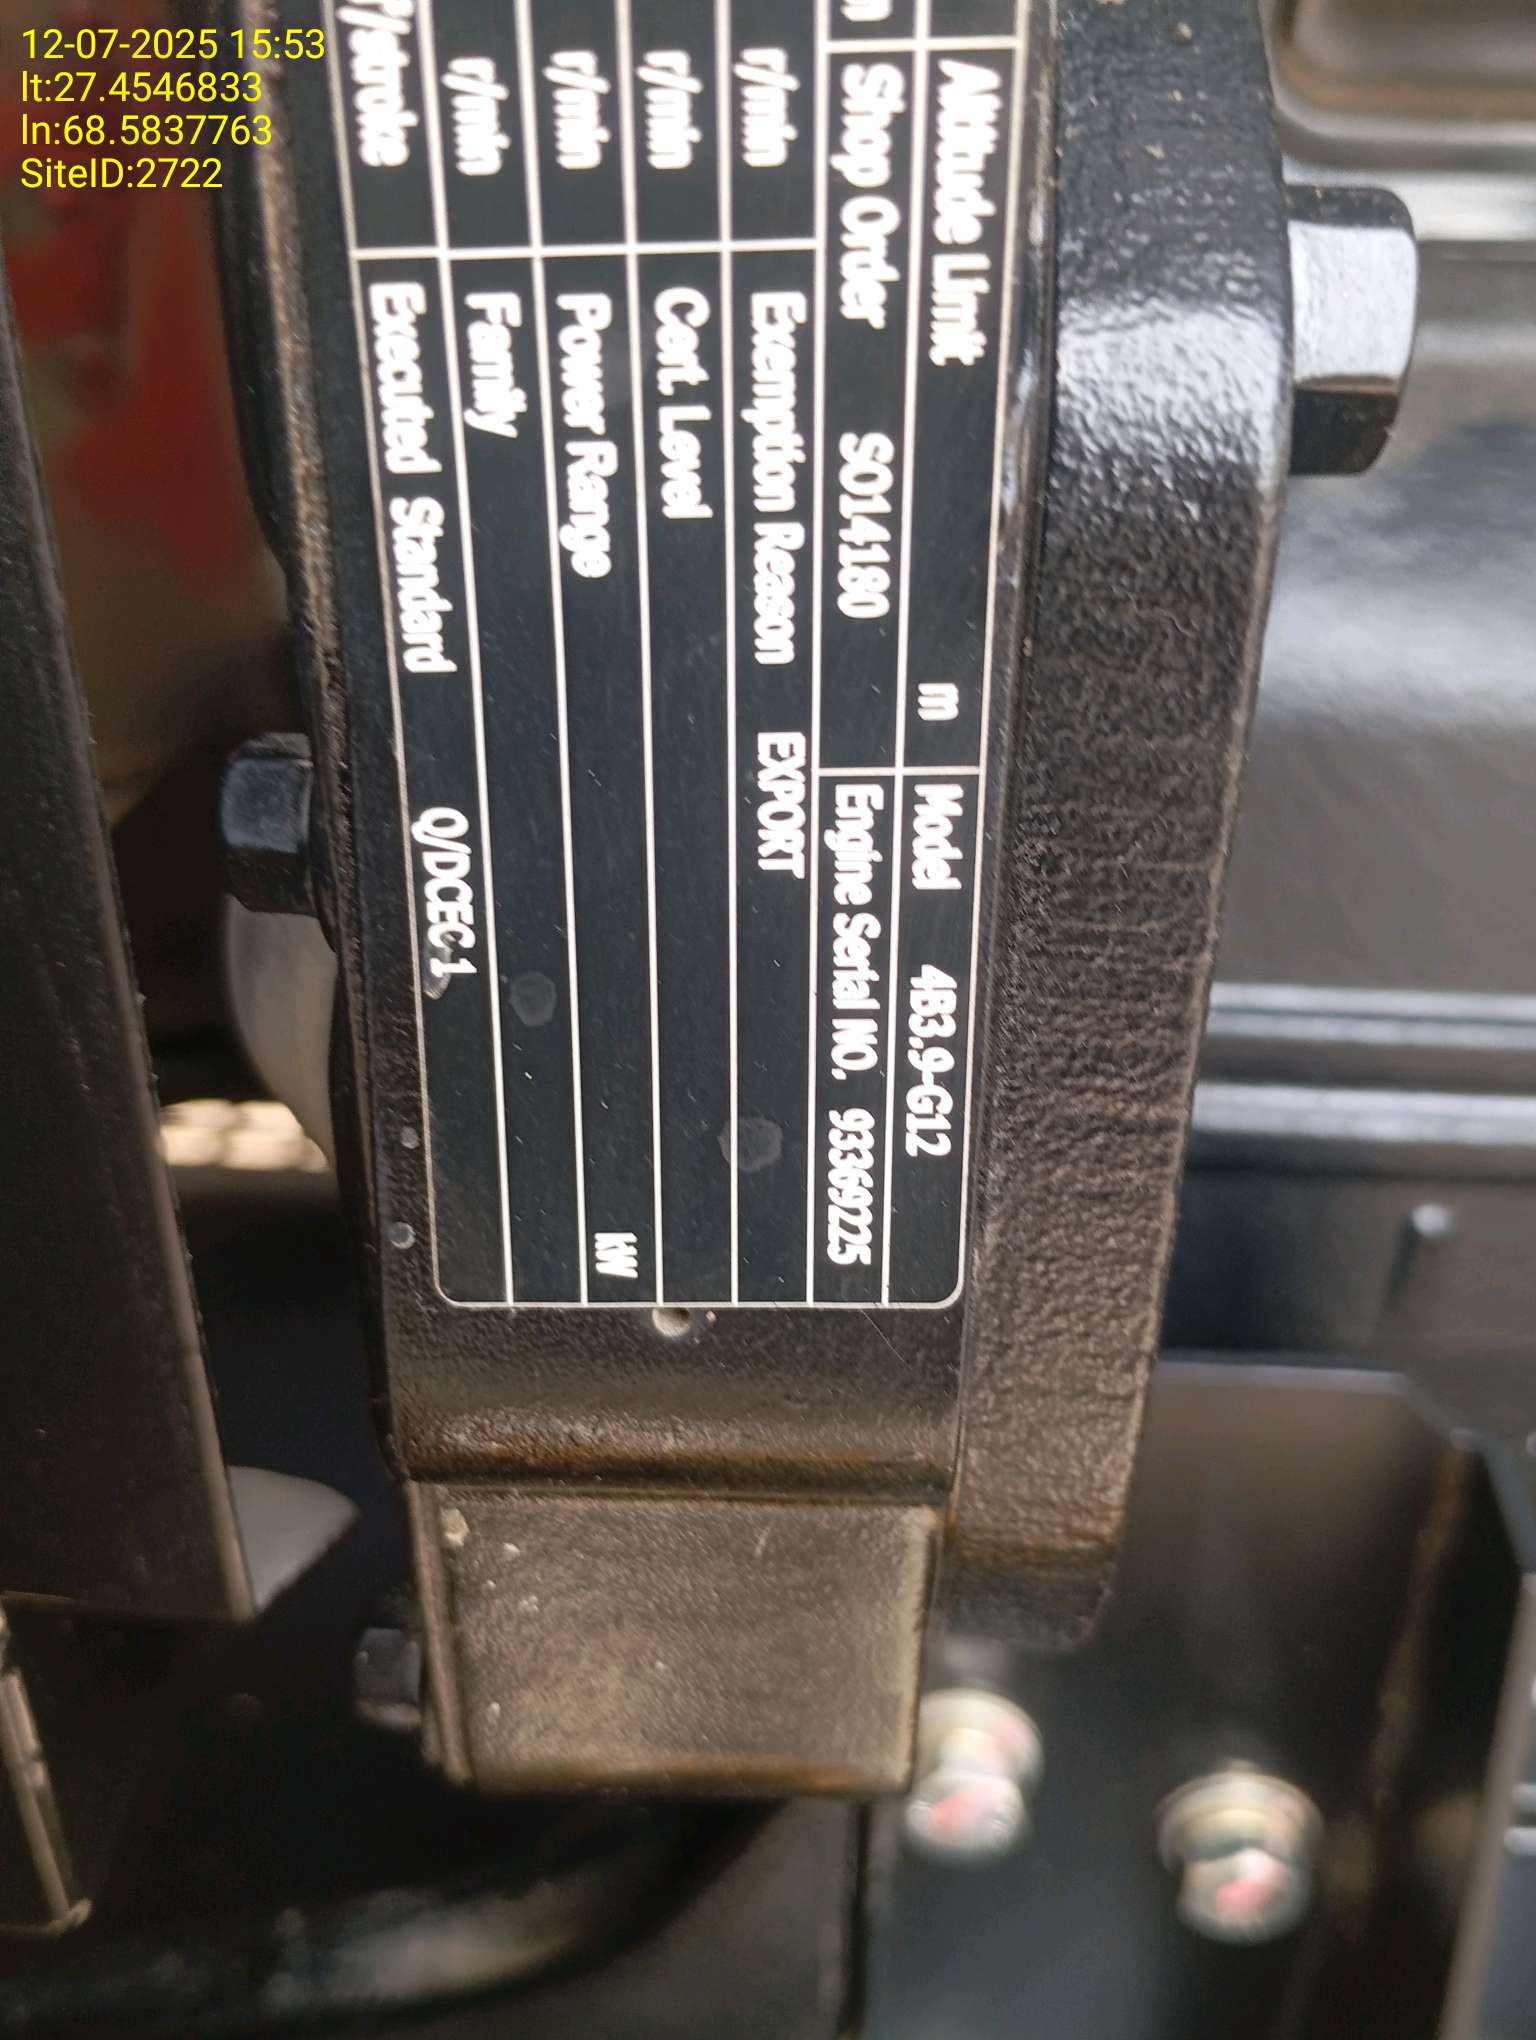 12-07-2025 15:53
lt:27.4546833
ln:68.5837763
SiteID:2722
Altitude Limit m Model 4B3.9-G12
Shop Order SO14180 Engine Serial NO. 93369225
r/min Exemption Reason EXPORT
r/min Cert. Level
r/min Power Range kW
r/min Family
/stroke Executed Standard Q/DCEC-1